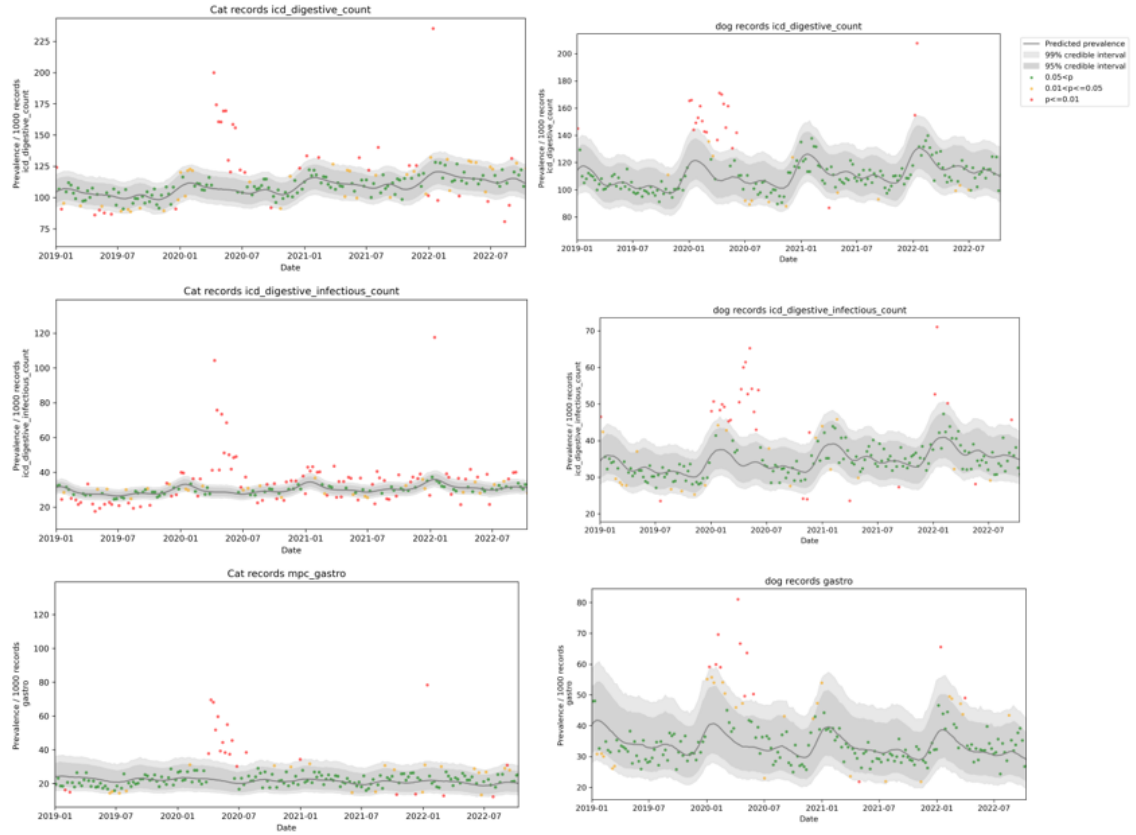 Cat records icd_digestive_count
Prevalence / 1000 records
icd_digestive_count
225
200
175
150
125
100
75
2019-01 2019-07 2020-01 2020-07 2021-01 2021-07 2022-01 2022-07
Date
dog records icd_digestive_count
Prevalence / 1000 records
icd_digestive_count
200
180
160
140
120
100
80
2019-01 2019-07 2020-01 2020-07 2021-01 2021-07 2022-01 2022-07
Date
Predicted prevalence
99% credible interval
95% credible interval
0.05<p
0.01<p<=0.05
p<=0.01
Cat records icd_digestive_infectious_count
Prevalence / 1000 records
icd_digestive_infectious_count
120
100
80
60
40
20
2019-01 2019-07 2020-01 2020-07 2021-01 2021-07 2022-01 2022-07
Date
dog records icd_digestive_infectious_count
Prevalence / 1000 records
icd_digestive_infectious_count
70
60
50
40
30
20
2019-01 2019-07 2020-01 2020-07 2021-01 2021-07 2022-01 2022-07
Date
Cat records mpc_gastro
Prevalence / 1000 records
gastro
120
100
80
60
40
20
2019-01 2019-07 2020-01 2020-07 2021-01 2021-07 2022-01 2022-07
Date
dog records gastro
Prevalence / 1000 records
gastro
80
70
60
50
40
30
20
2019-01 2019-07 2020-01 2020-07 2021-01 2021-07 2022-01 2022-07
Date